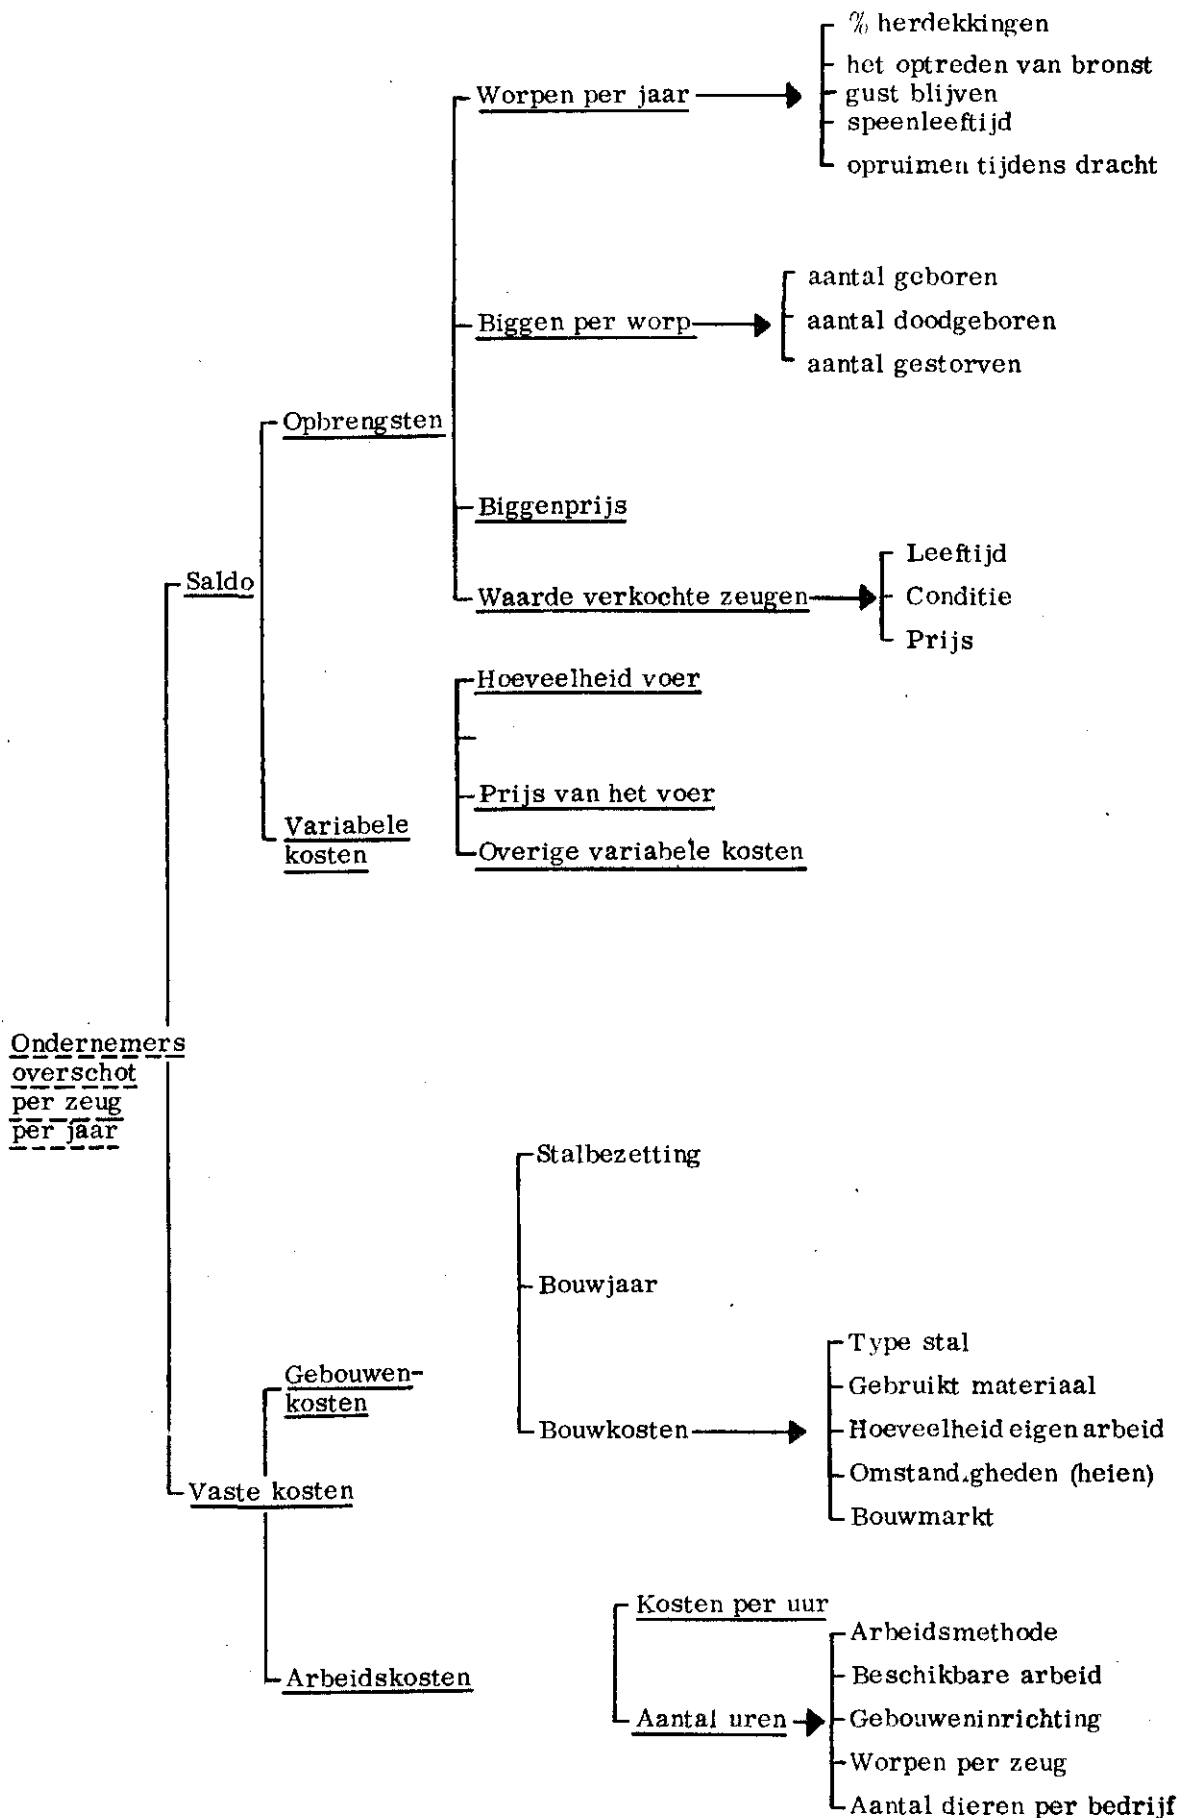 % herdekkingen
het optreden van bronst
gust blijven
speenleeftijd
opruimen tijdens dracht
Worpen per jaar
Biggen per worp
aantal geboren
aantal doodgeboren
aantal gestorven
Opbrengsten
Biggenprijs
Waarde verkochte zeugen
Leeftijd
Conditie
Prijs
Saldo
Hoeveelheid voer
Prijs van het voer
Overige variabele kosten
Variabele
kosten
Ondernemers
overschot
per zeug
per jaar
Stalbezetting
Bouwjaar
Bouwkosten
Type stal
Gebruikt materiaal
Hoeveelheid eigen arbeid
Omstand.gheden (heien)
Bouwmarkt
Gebouwen-
kosten
Vaste kosten
Arbeidskosten
Kosten per uur
Aantal uren
Arbeidsmethode
Beschikbare arbeid
Gebouweninrichting
Worpen per zeug
Aantal dieren per bedrijf